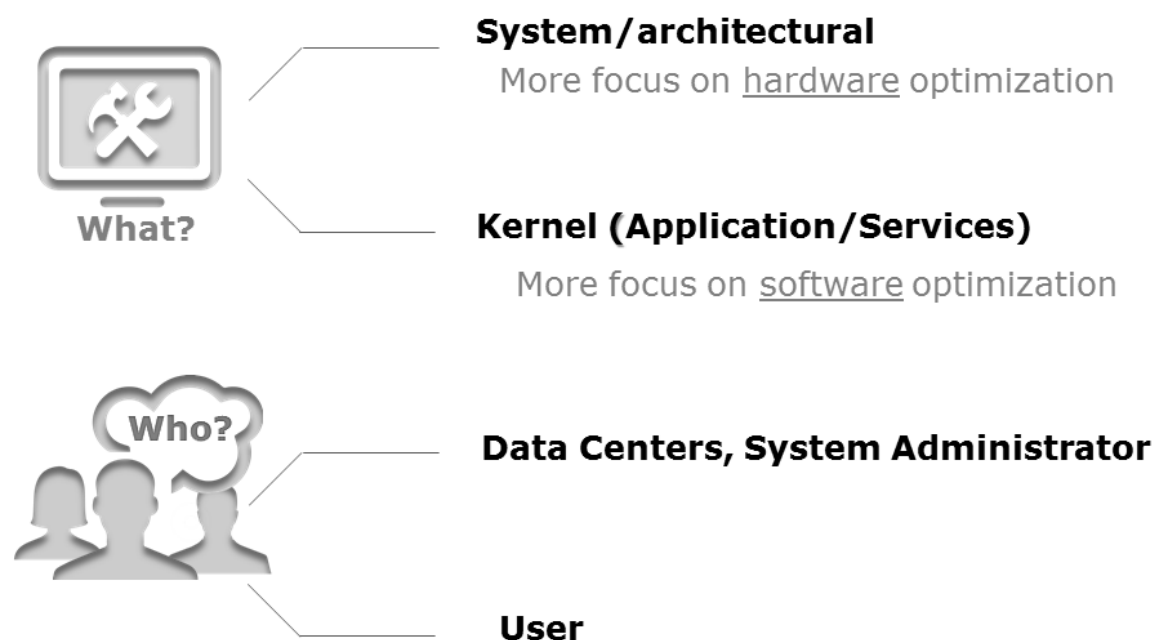 System/architectural
More focus on hardware optimization
What?
Kernel (Application/Services)
More focus on software optimization
Who?
Data Centers, System Administrator
User